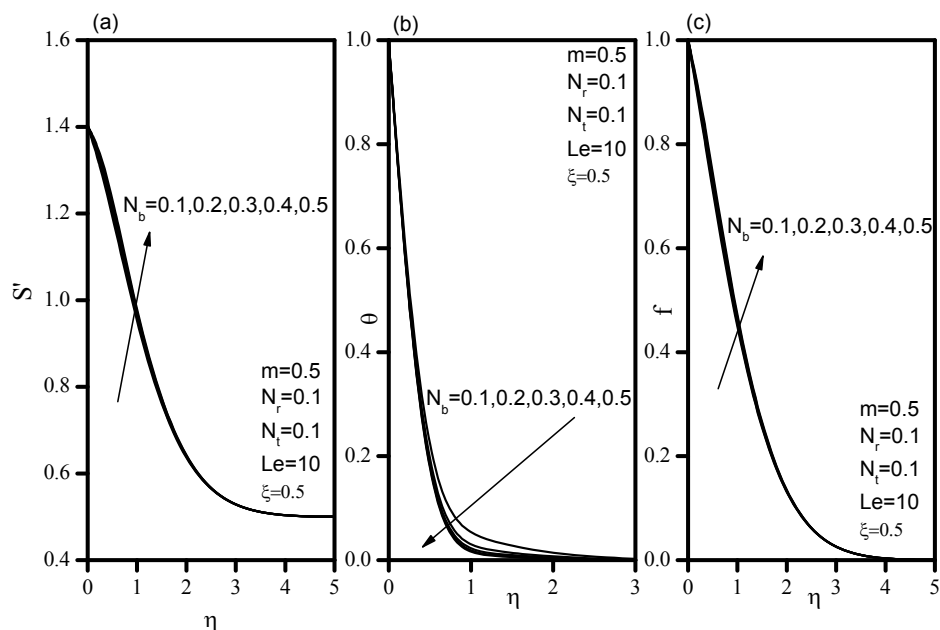 (a)
1.6
1.4
1.2
1.0
0.8
0.6
0.4
S'
N_b=0.1,0.2,0.3,0.4,0.5
m=0.5
N_r=0.1
N_t=0.1
Le=10
ξ=0.5
0 1 2 3 4 5
η
(b)
1.0
0.8
0.6
0.4
0.2
0.0
θ
m=0.5
N_r=0.1
N_t=0.1
Le=10
ξ=0.5
N_b=0.1,0.2,0.3,0.4,0.5
0 1 2 3
η
(c)
1.0
0.8
0.6
0.4
0.2
0.0
f
N_b=0.1,0.2,0.3,0.4,0.5
m=0.5
N_r=0.1
N_t=0.1
Le=10
ξ=0.5
0 1 2 3 4 5
η